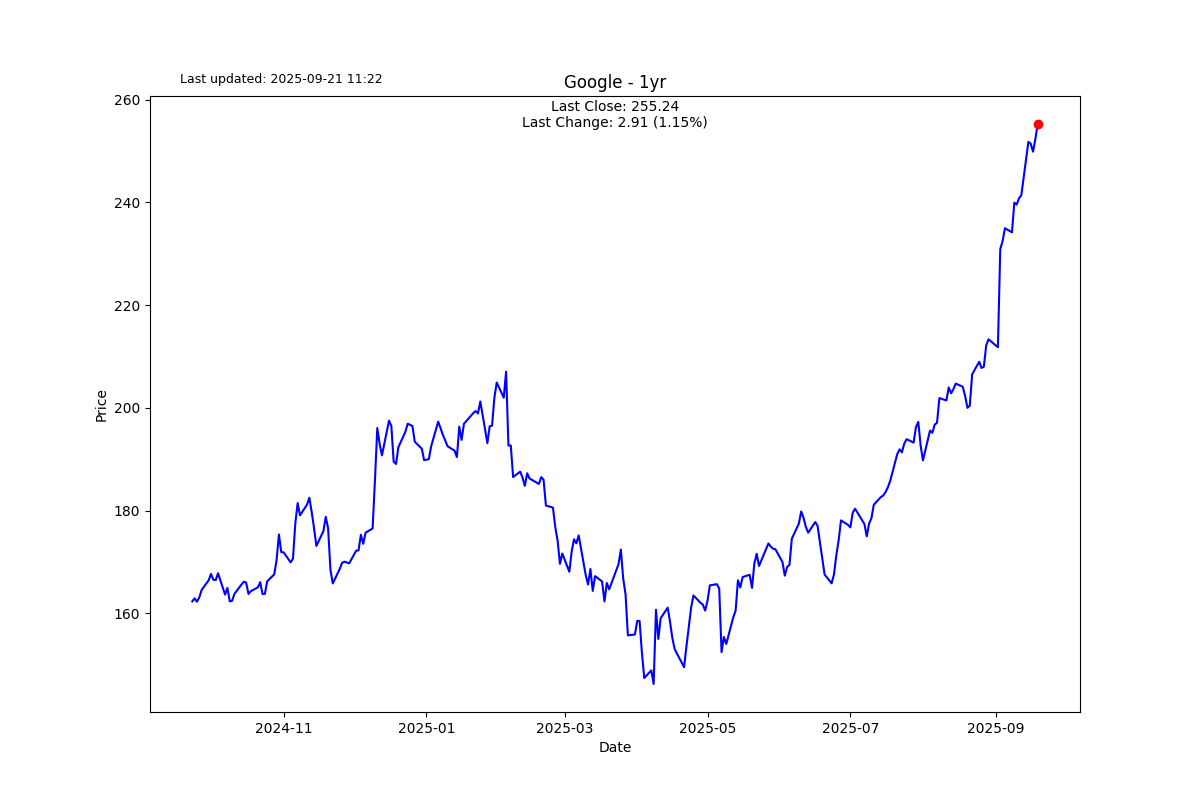 Last updated: 2025-09-21 11:22
Google - 1yr
Last Close: 255.24
Last Change: 2.91 (1.15%)
260
240
220
200
180
160
Price
2024-11
2025-01
2025-03
2025-05
2025-07
2025-09
Date